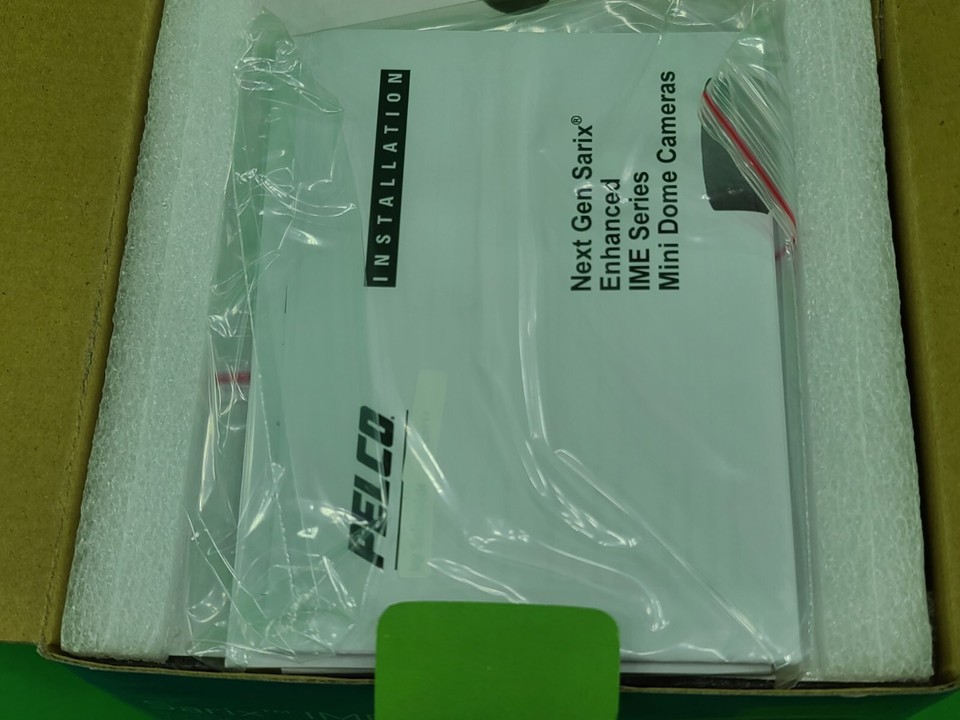 INSTALLATION
PELCO
Next Gen Sarix®
Enhanced
IME Series
Mini Dome Cameras